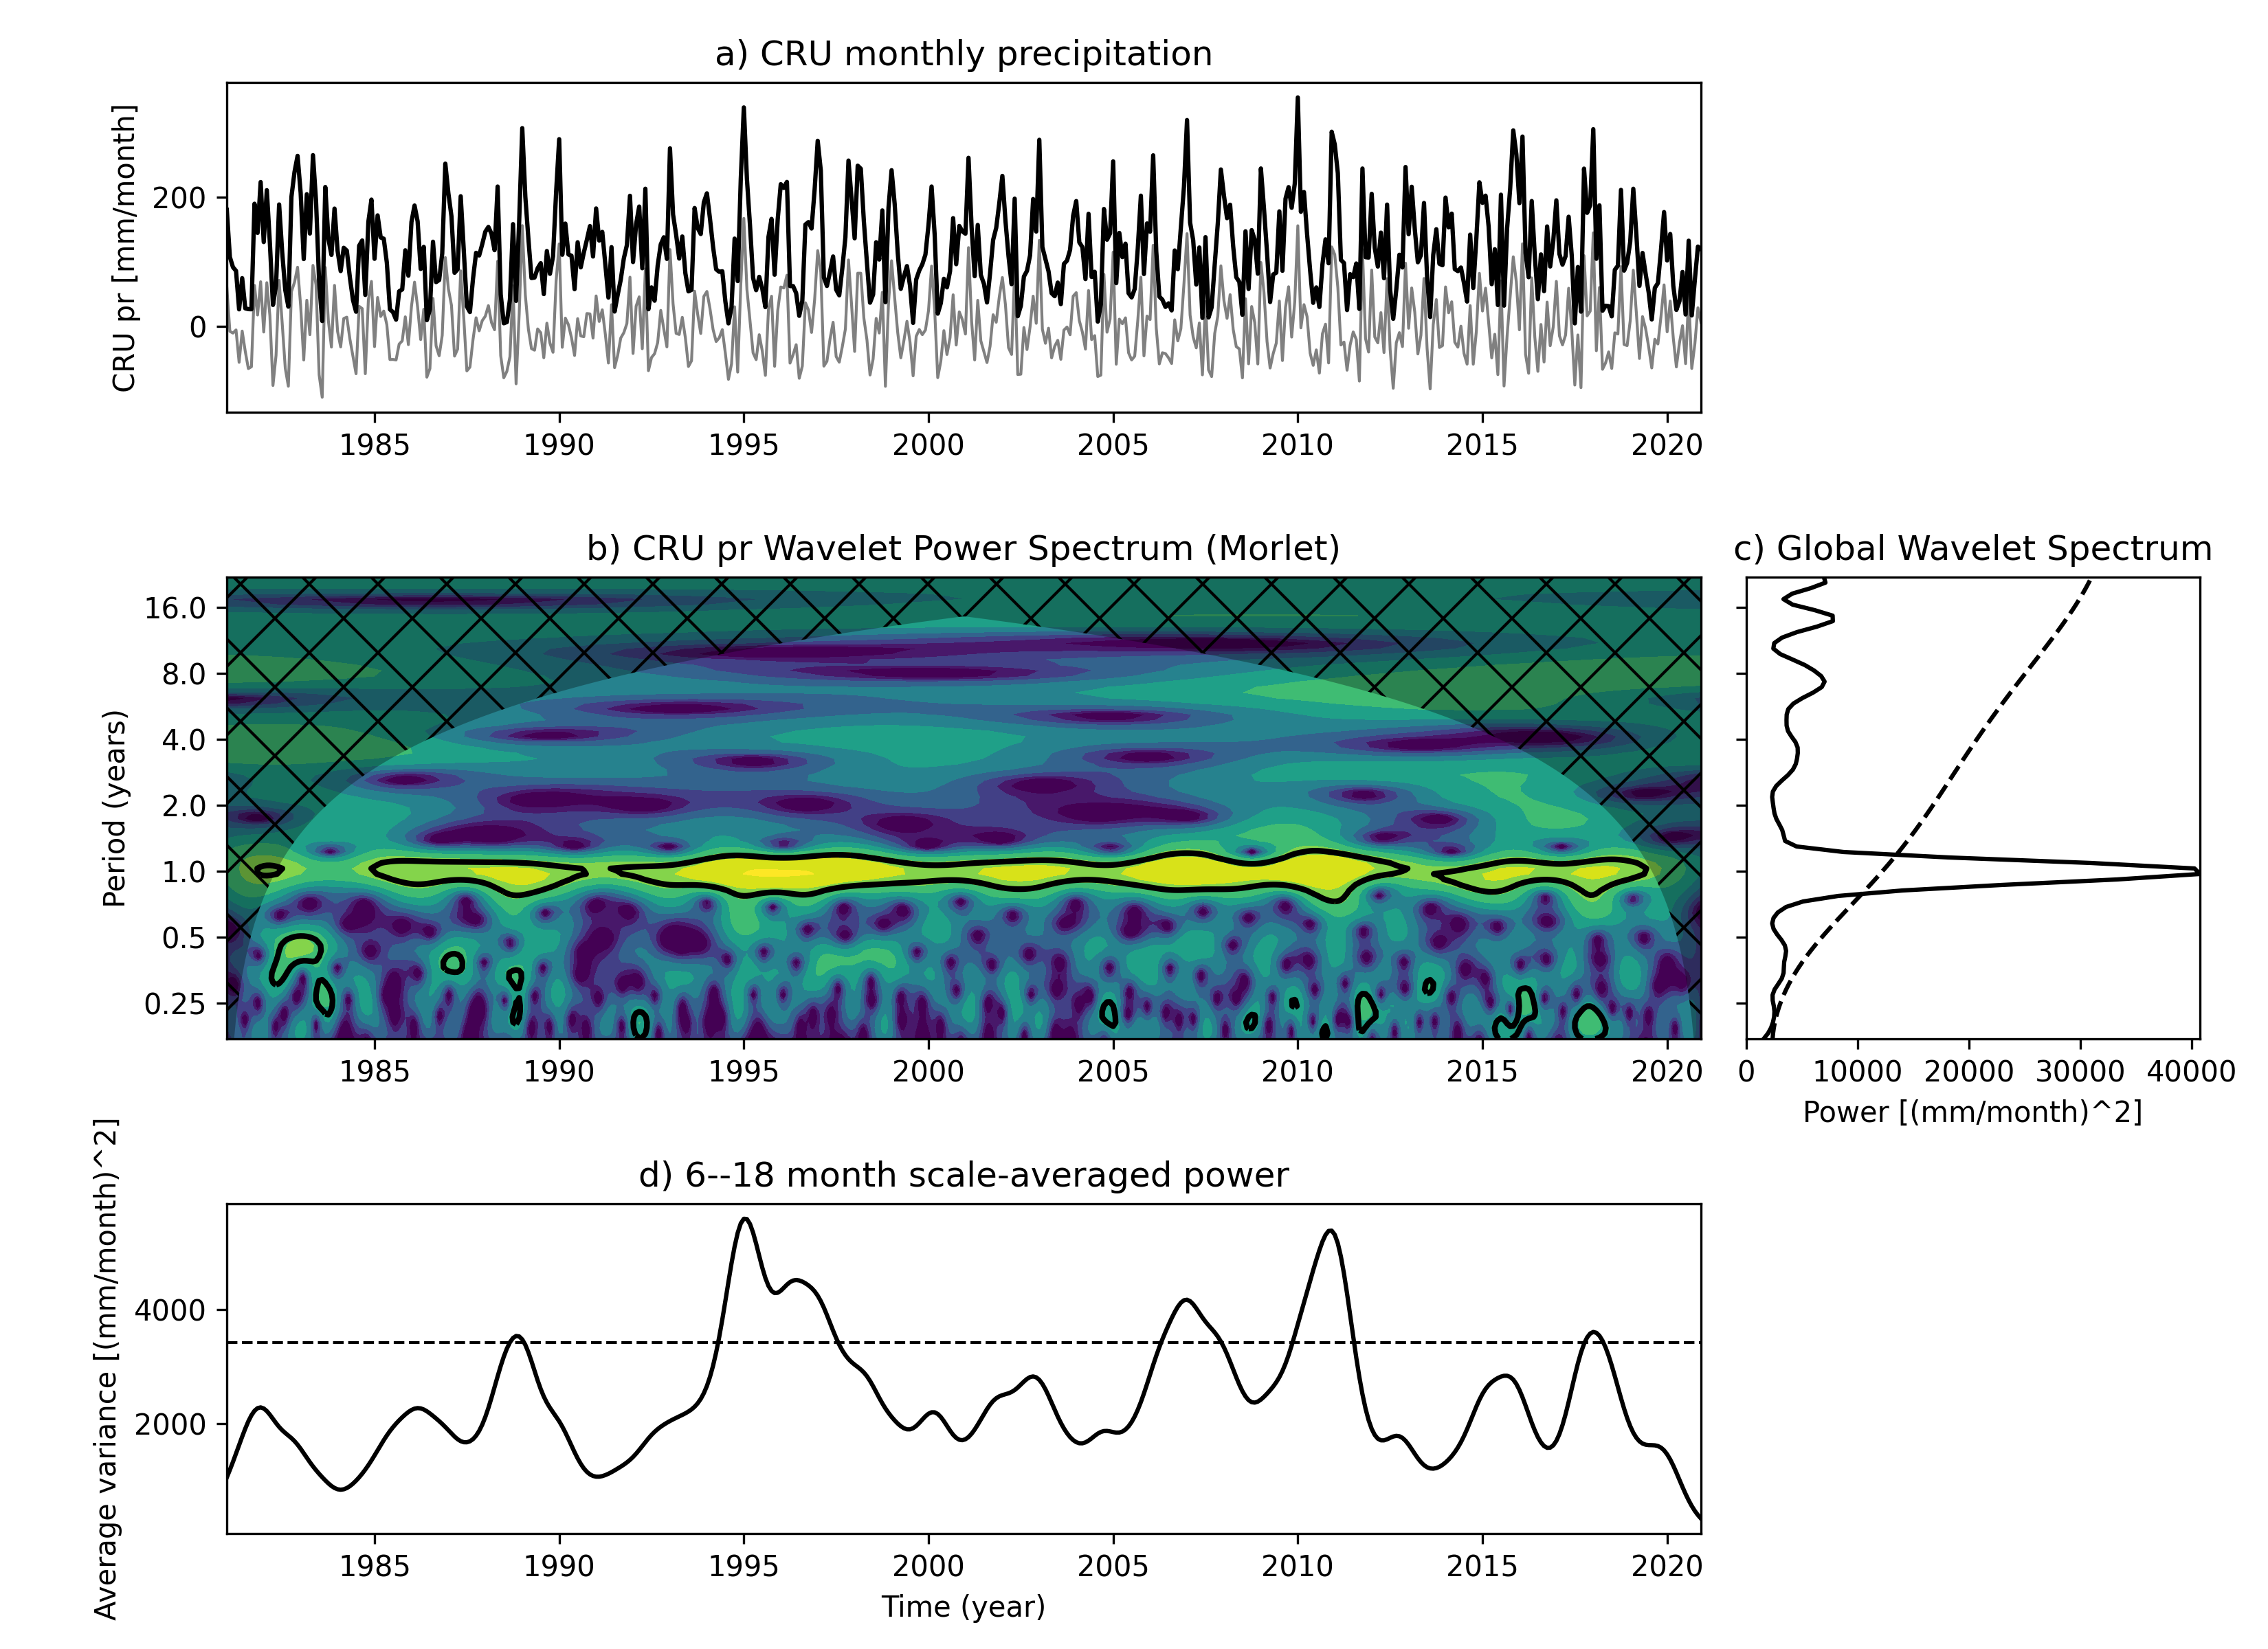 a) CRU monthly precipitation
CRU pr [mm/month]
200
0
1985 1990 1995 2000 2005 2010 2015 2020
b) CRU pr Wavelet Power Spectrum (Morlet)
Period (years)
16.0
8.0
4.0
2.0
1.0
0.5
0.25
1985 1990 1995 2000 2005 2010 2015 2020
c) Global Wavelet Spectrum
0 10000 20000 30000 40000
Power [(mm/month)^2]
d) 6--18 month scale-averaged power
Average variance [(mm/month)^2]
4000
2000
1985 1990 1995 2000 2005 2010 2015 2020
Time (year)